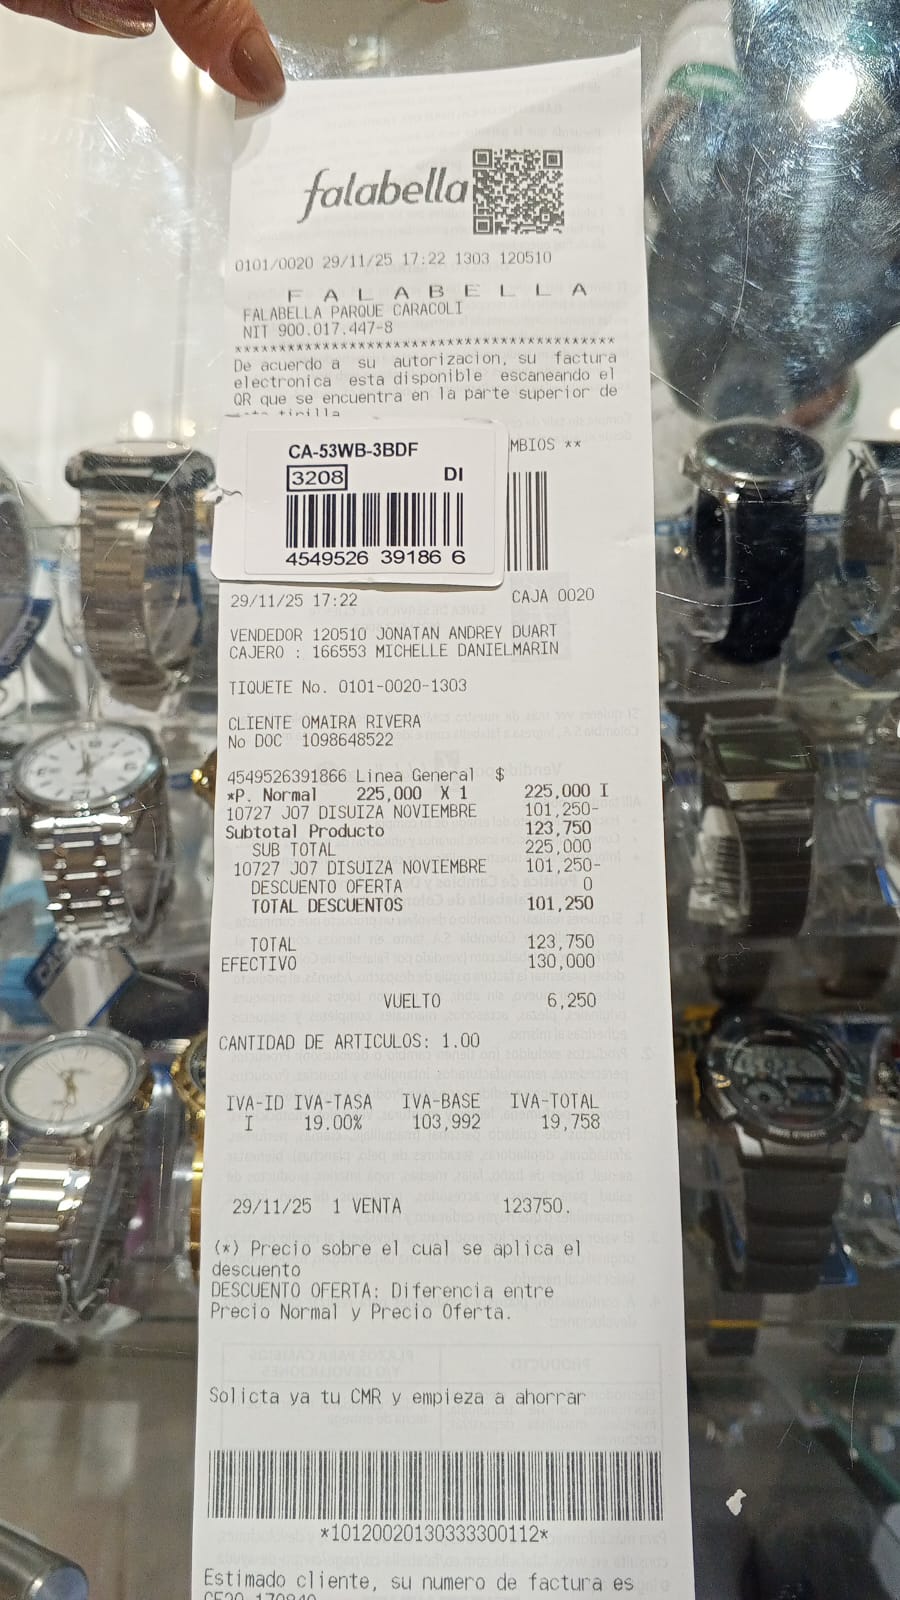 falabella
0101/0020 29/11/25 17:22 1303 120510
F A L A B E L L A
FALABELLA PARQUE CARACOLI
NIT 900.017.447-8
******************************************
De acuerdo a su autorizacion, su factura
electronica esta disponible escaneando el
QR que se encuentra en la parte superior de
tirilla
MBIOS **
CA-53WB-3BDF
3208 DI
4549526 39186 6
29/11/25 17:22 CAJA 0020
VENDEDOR 120510 JONATAN ANDREY DUART
CAJERO : 166553 MICHELLE DANIELMARIN
TIQUETE No. 0101-0020-1303
CLIENTE OMAIRA RIVERA
No DOC 1098648522
4549526391866 Linea General $
*P. Normal 225,000 X 1 225,000 I
10727 JO7 DISUIZA NOVIEMBRE 101,250-
Subtotal Producto 123,750
SUB TOTAL 225,000
10727 JO7 DISUIZA NOVIEMBRE 101,250-
DESCUENTO OFERTA 0
TOTAL DESCUENTOS 101,250
TOTAL 123,750
EFECTIVO 130,000
VUELTO 6,250
CANTIDAD DE ARTICULOS: 1.00
IVA-ID IVA-TASA IVA-BASE IVA-TOTAL
I 19.00% 103,992 19,758
29/11/25 1 VENTA 123750.
(*) Precio sobre el cual se aplica el
descuento
DESCUENTO OFERTA: Diferencia entre
Precio Normal y Precio Oferta.
Solicta ya tu CMR y empieza a ahorrar
*10120020130333300112*
Estimado cliente, su numero de factura es